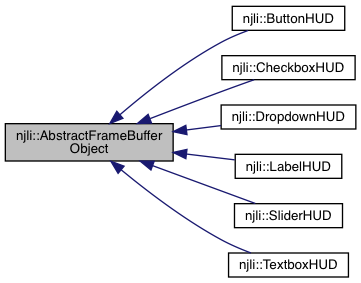 njli::ButtonHUD
njli::CheckboxHUD
njli::DropdownHUD
njli::AbstractFrameBuffer
Object
njli::LabelHUD
njli::SliderHUD
njli::TextboxHUD